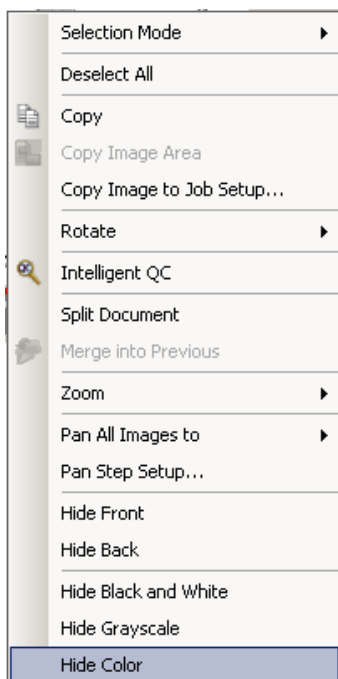 Selection Mode
Deselect All
Copy
Copy Image Area
Copy Image to Job Setup...
Rotate
Intelligent QC
Split Document
Merge into Previous
Zoom
Pan All Images to
Pan Step Setup...
Hide Front
Hide Back
Hide Black and White
Hide Grayscale
Hide Color